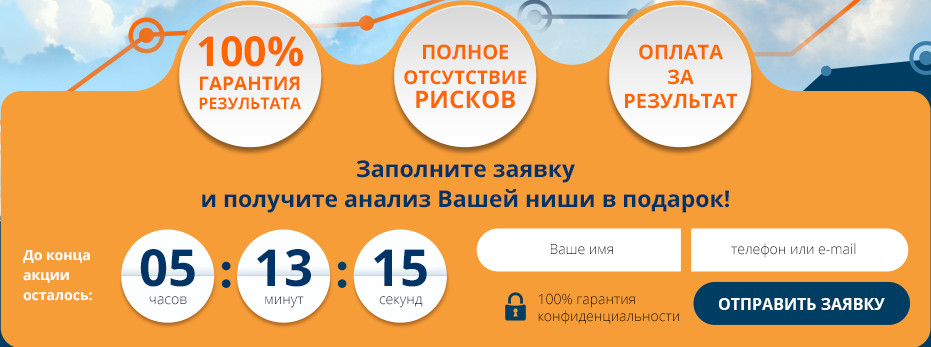 100%
ГАРАНТИЯ
РЕЗУЛЬТАТА
ПОЛНОЕ
ОТСУТСТВИЕ
РИСКОВ
ОПЛАТА
ЗА
РЕЗУЛЬТАТ
Заполните заявку
и получите анализ Вашей ниши в подарок!
До конца
акции
осталось:
05 : 13 : 15
часов минут секунд
Ваше имя
телефон или e-mail
100% гарантия
конфиденциальности
ОТПРАВИТЬ ЗАЯВКУ